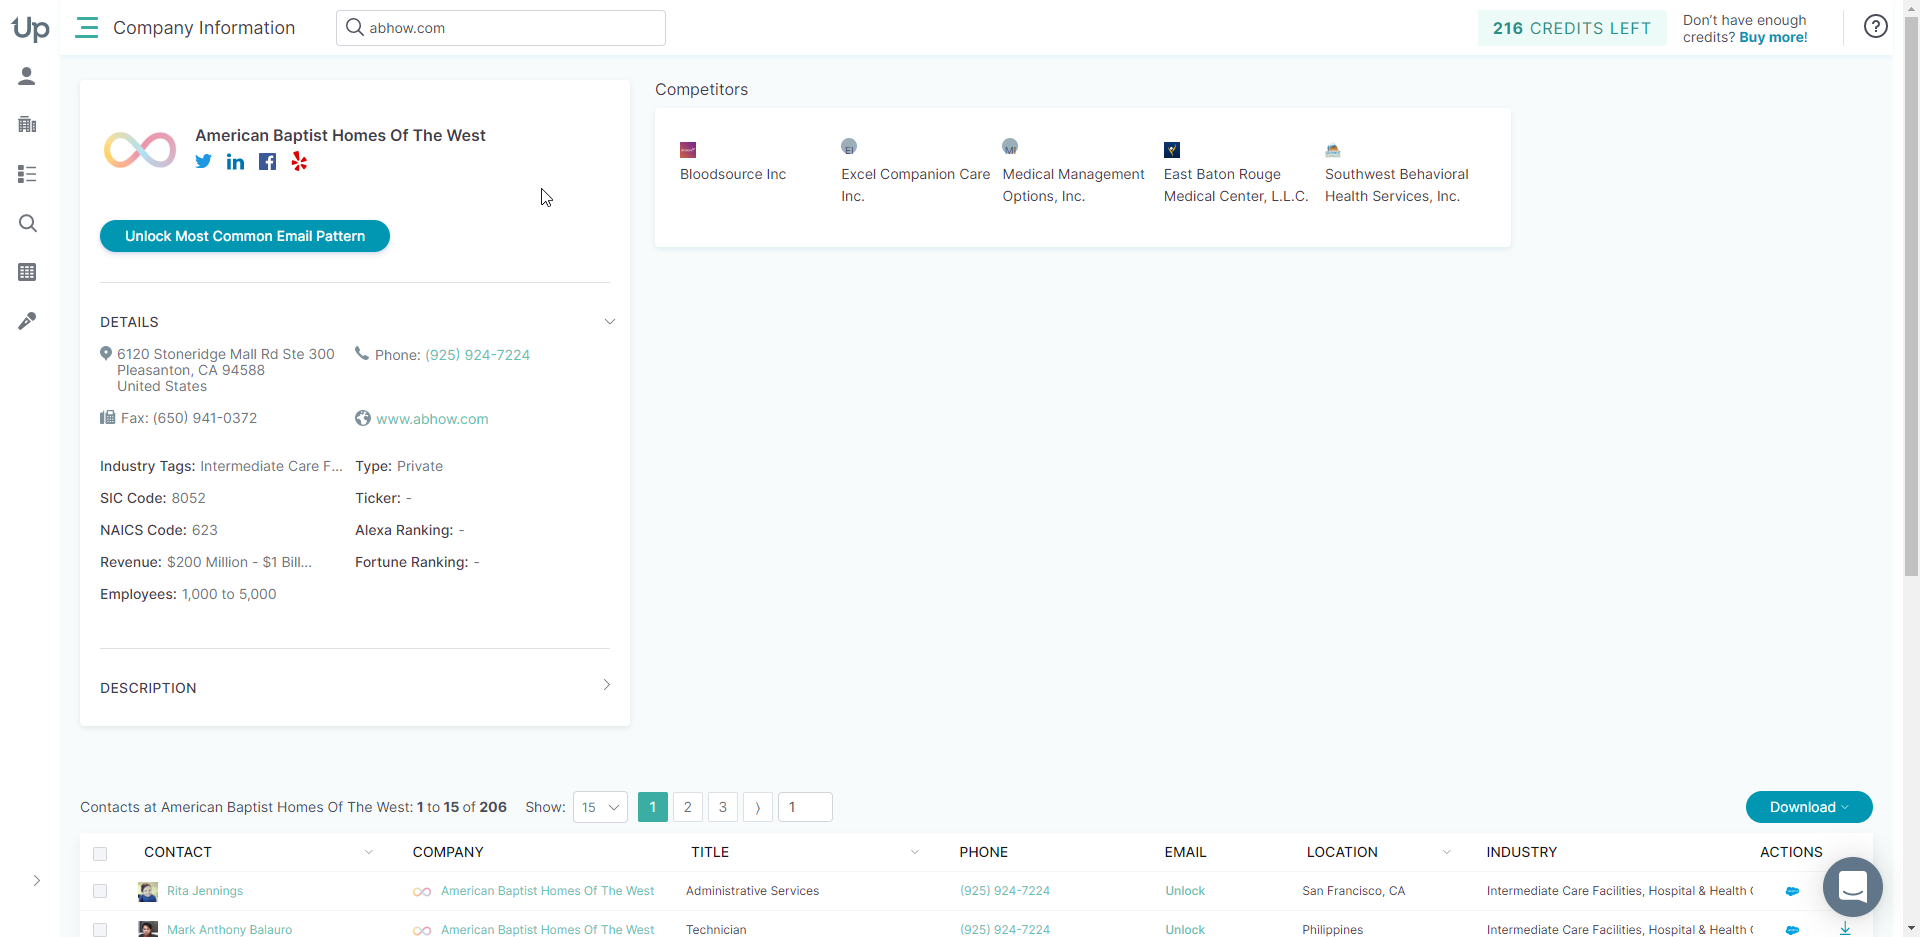 Up
Company Information
abhow.com
216 CREDITS LEFT
Don't have enough
credits? Buy more!
American Baptist Homes Of The West
Unlock Most Common Email Pattern
DETAILS
6120 Stoneridge Mall Rd Ste 300
Pleasanton, CA 94588
United States
Phone: (925) 924-7224
Fax: (650) 941-0372
www.abhow.com
Industry Tags: Intermediate Care F...
Type: Private
SIC Code: 8052
Ticker: -
NAICS Code: 623
Alexa Ranking: -
Revenue: $200 Million - $1 Bill...
Fortune Ranking: -
Employees: 1,000 to 5,000
DESCRIPTION
Competitors
Bloodsource Inc
EI
Excel Companion Care
Inc.
MI
Medical Management
Options, Inc.
East Baton Rouge
Medical Center, L.L.C.
Southwest Behavioral
Health Services, Inc.
Contacts at American Baptist Homes Of The West: 1 to 15 of 206 Show: 15 1 2 3 ⟩ 1
Download
CONTACT COMPANY TITLE PHONE EMAIL LOCATION INDUSTRY ACTIONS
Rita Jennings American Baptist Homes Of The West Administrative Services (925) 924-7224 Unlock San Francisco, CA Intermediate Care Facilities, Hospital & Health
Mark Anthony Balauro American Baptist Homes Of The West Technician (925) 924-7224 Unlock Philippines Intermediate Care Facilities, Hospital & Health